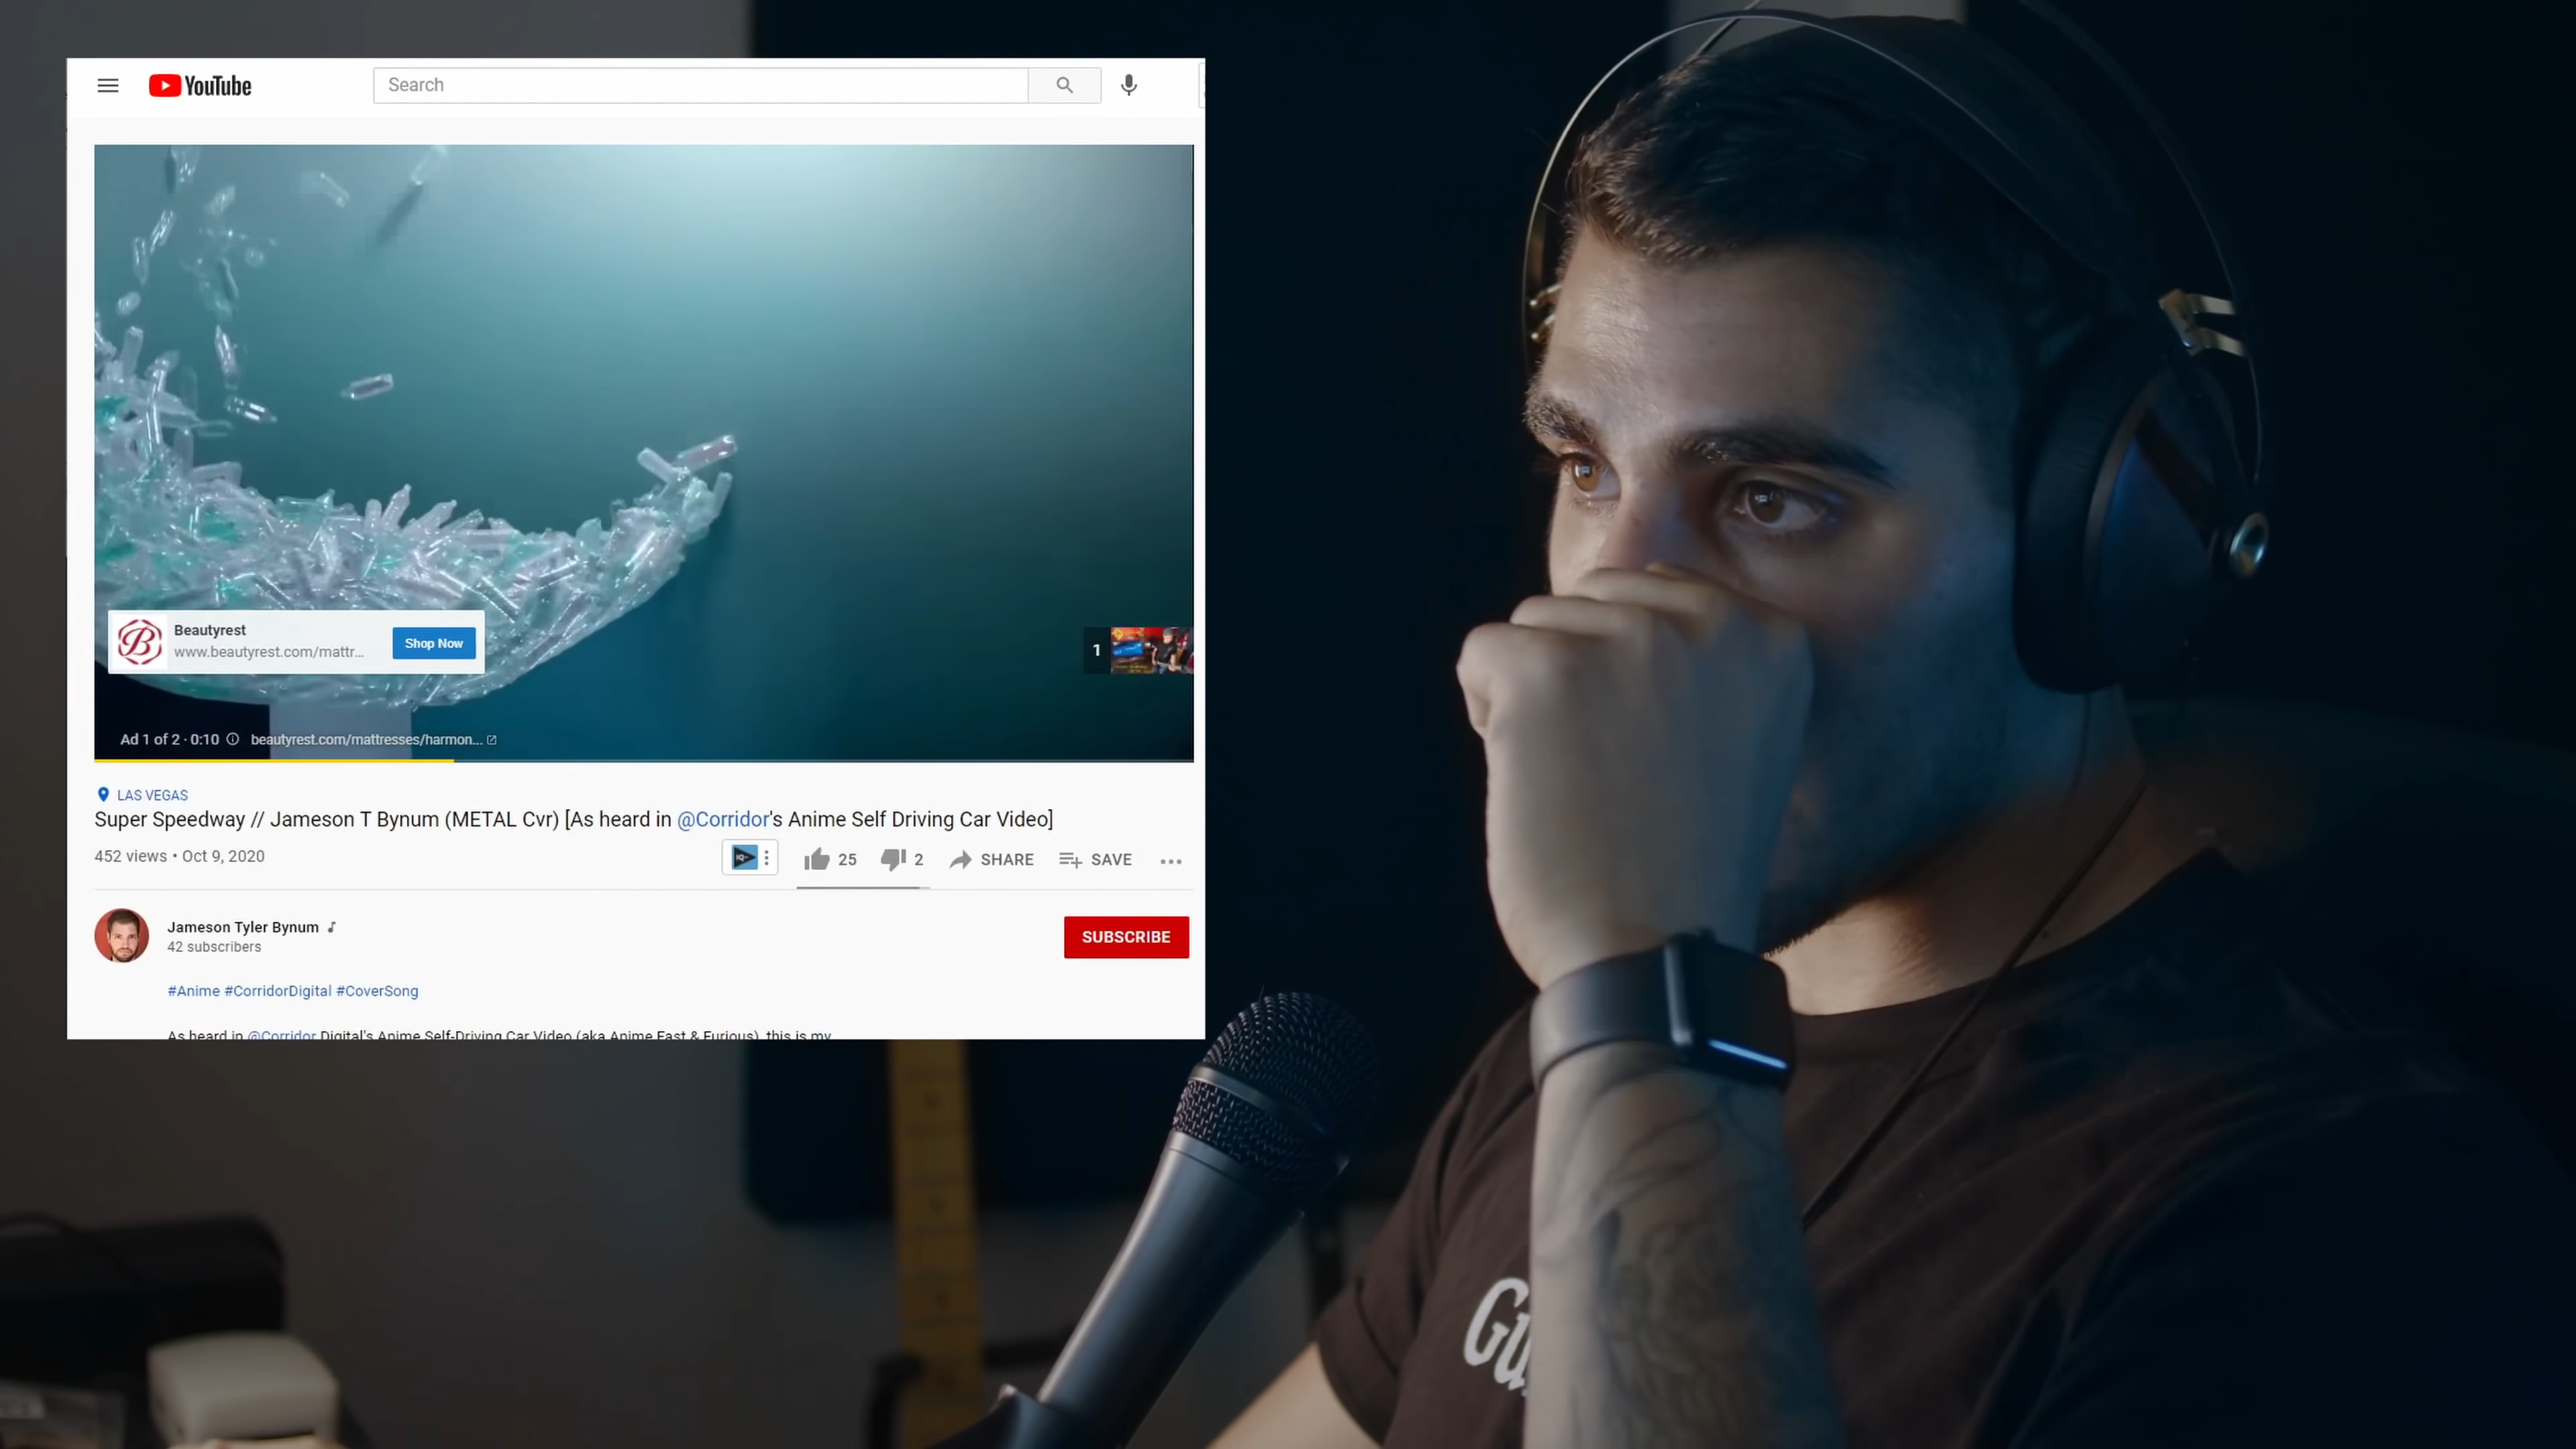 YouTube
Search
Beautyrest
www.beautyrest.com/mattr...
Shop Now
1
Ad 1 of 2 · 0:10
beautyrest.com/mattresses/harmon...
LAS VEGAS
Super Speedway // Jameson T Bynum (METAL Cvr) [As heard in @Corridor's Anime Self Driving Car Video]
452 views • Oct 9, 2020
25
2
SHARE
SAVE
Jameson Tyler Bynum
42 subscribers
SUBSCRIBE
#Anime #CorridorDigital #CoverSong
As heard in @Corridor Digital's Anime Self-Driving Car Video (aka Anime Fast & Furious), this is my